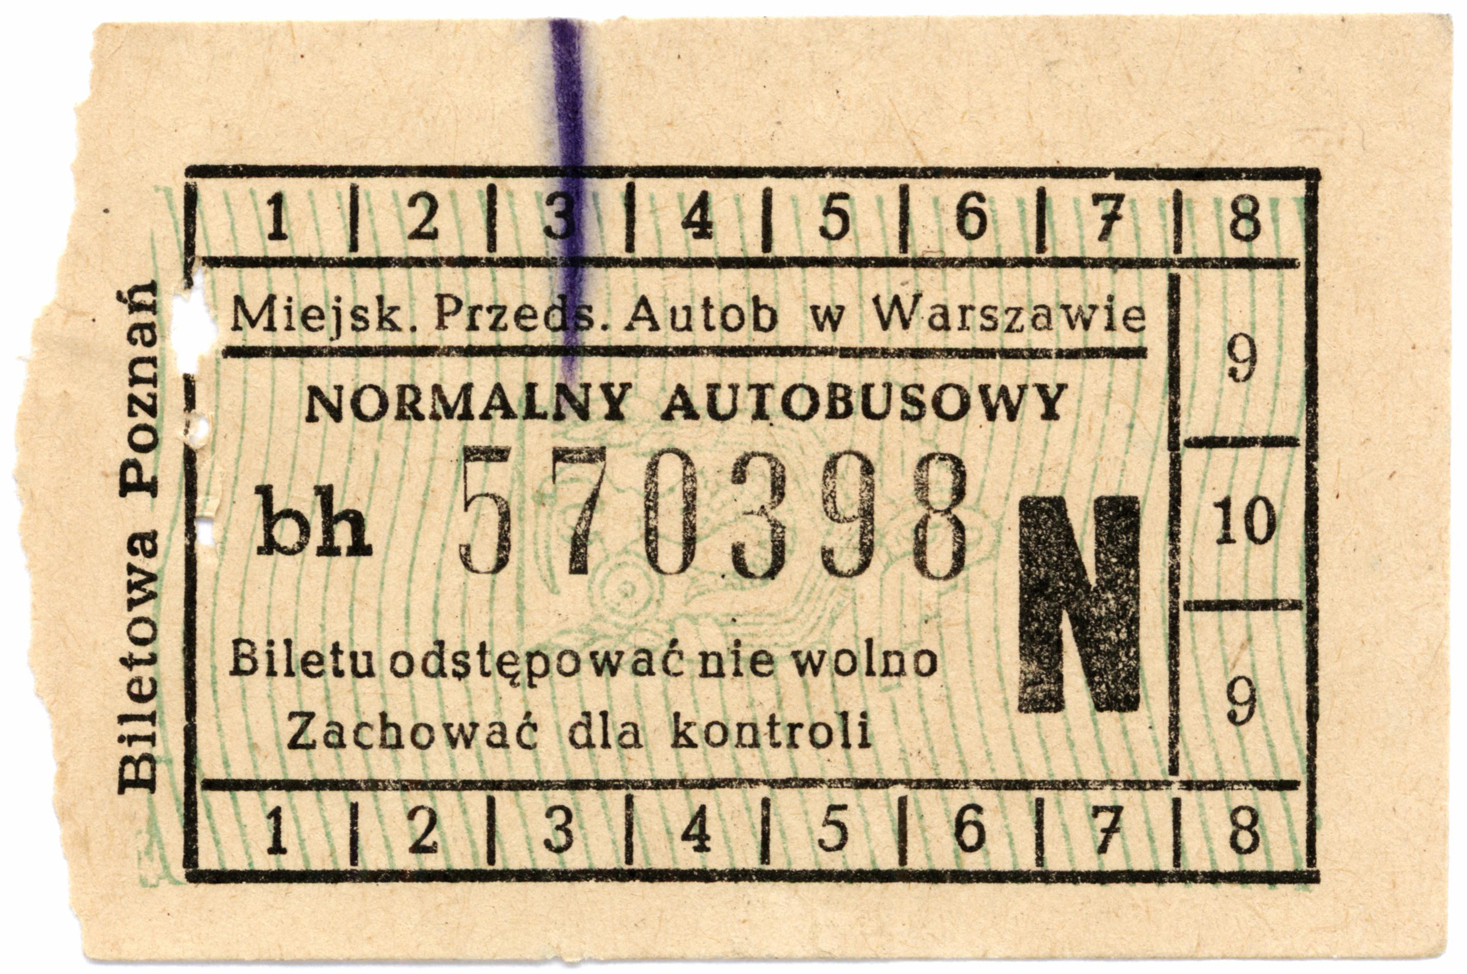 1 | 2 | 3 | 4 | 5 | 6 | 7 | 8
Miejsk. Przeds. Autob w Warszawie
9
NORMALNY AUTOBUSOWY
bh 570398
10
N
Biletu odstępować nie wolno
9
Zachować dla kontroli
1 | 2 | 3 | 4 | 5 | 6 | 7 | 8
Biletowa Poznań